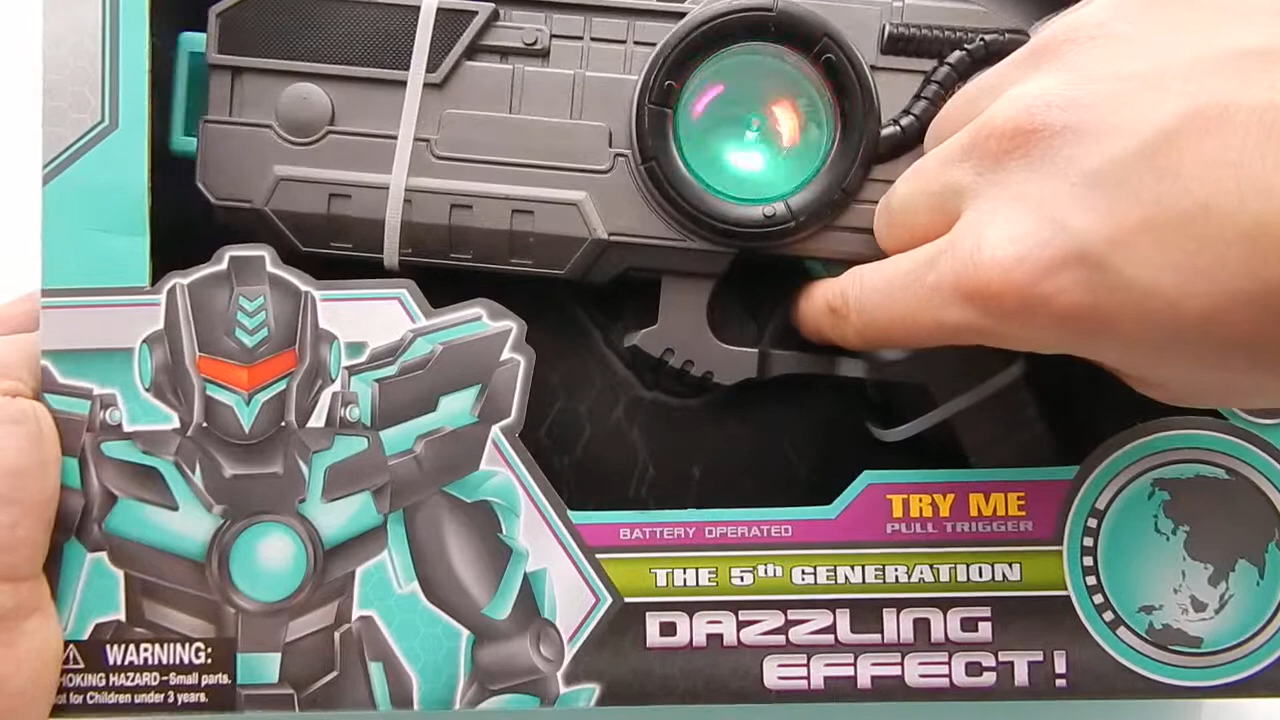 TRY ME
PULL TRIGGER
BATTERY OPERATED
THE 5th GENERATION
DAZZLING
EFFECT!
WARNING:
HOKING HAZARD-Small parts.
ot for Children under 3 years.